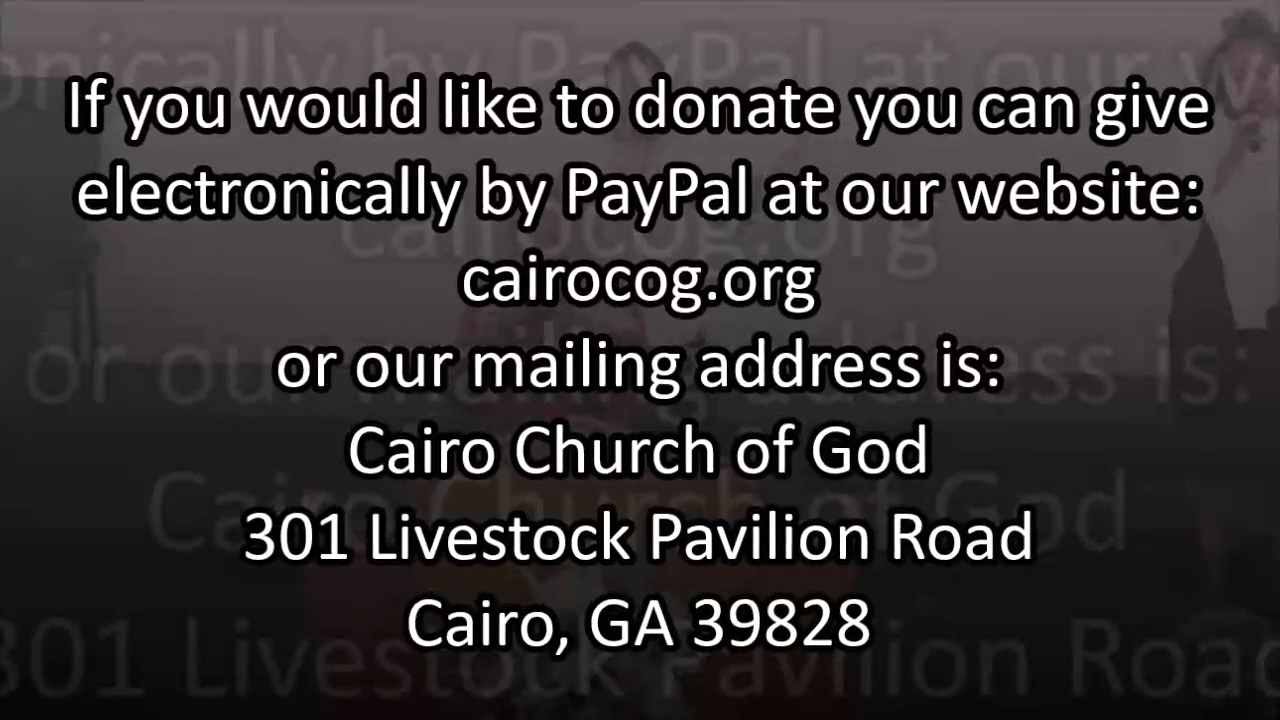 If you would like to donate you can give
electronically by PayPal at our website:
cairocog.org
or our mailing address is:
Cairo Church of God
301 Livestock Pavilion Road
Cairo, GA 39828